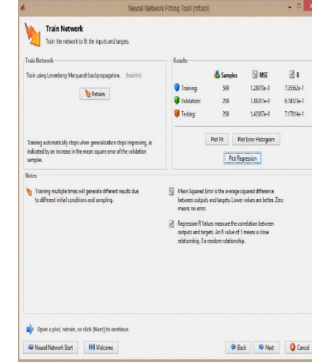 Neural Network Fitting Tool (nftool)
Train Network
Train the network to fit the inputs and targets.
Train Network
Train using Levenberg-Marquardt backpropagation. (trainlm)
Retrain
Training automatically stops when generalization stops improving, as
indicated by an increase in the mean square error of the validation
samples.
Results
Samples MSE R
Training:
Validation:
Testing:
Plot Fit Plot Error Histogram
Plot Regression
Notes
Training multiple times will generate different results due
to different initial conditions and sampling.
Mean Squared Error is the average squared difference
between outputs and targets. Lower values are better. Zero
means no error.
Regression R Values measure the correlation between
outputs and targets. An R value of 1 means a close
relationship, 0 a random relationship.
Open a plot, retrain, or click [Next] to continue.
Neural Network Start Welcome Back Next Cancel